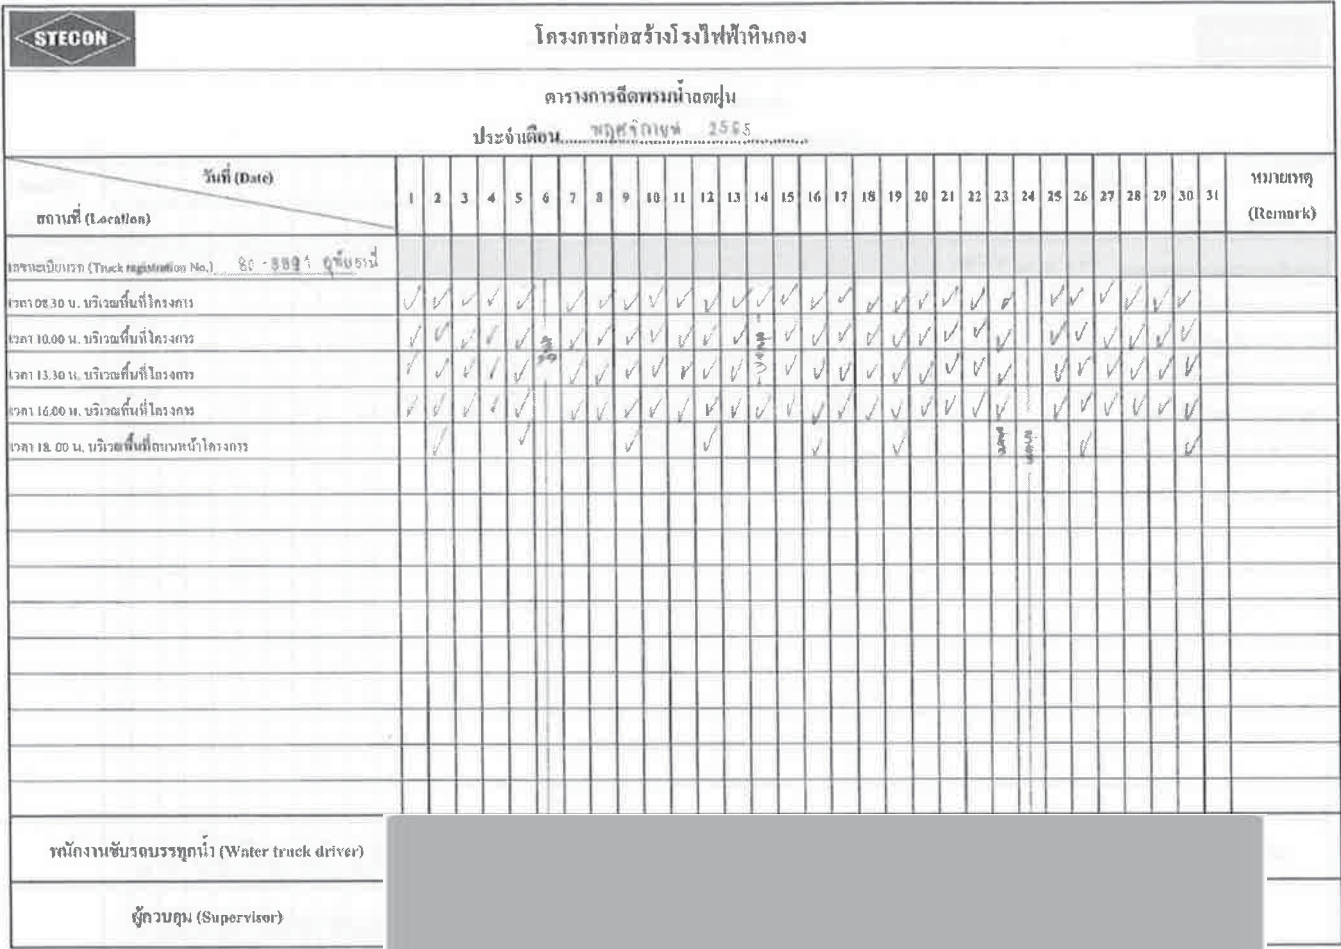 STECON
โครงการก่อสร้างโรงไฟฟ้าหินกอง
ตารางการฉีดพรมน้ำลดฝุ่น
ประจำเดือน พฤศจิกายน 2565
วันที่ (Date)
สถานที่ (Location)
1 2 3 4 5 6 7 8 9 10 11 12 13 14 15 16 17 18 19 20 21 22 23 24 25 26 27 28 29 30 31
หมายเหตุ
(Remark)
เลขทะเบียนรถ (Truck registration No.) อุทัยธานี
เวลา 08.30 น. บริเวณพื้นที่โครงการ
เวลา 10.00 น. บริเวณพื้นที่โครงการ
เวลา 13.30 น. บริเวณพื้นที่โครงการ
เวลา 16.00 น. บริเวณพื้นที่โครงการ
เวลา 18. 00 น. บริเวณพื้นที่ถนนหน้าโครงการ
พนักงานขับรถบรรทุกน้ำ (Water truck driver)
ผู้ควบคุม (Supervisor)